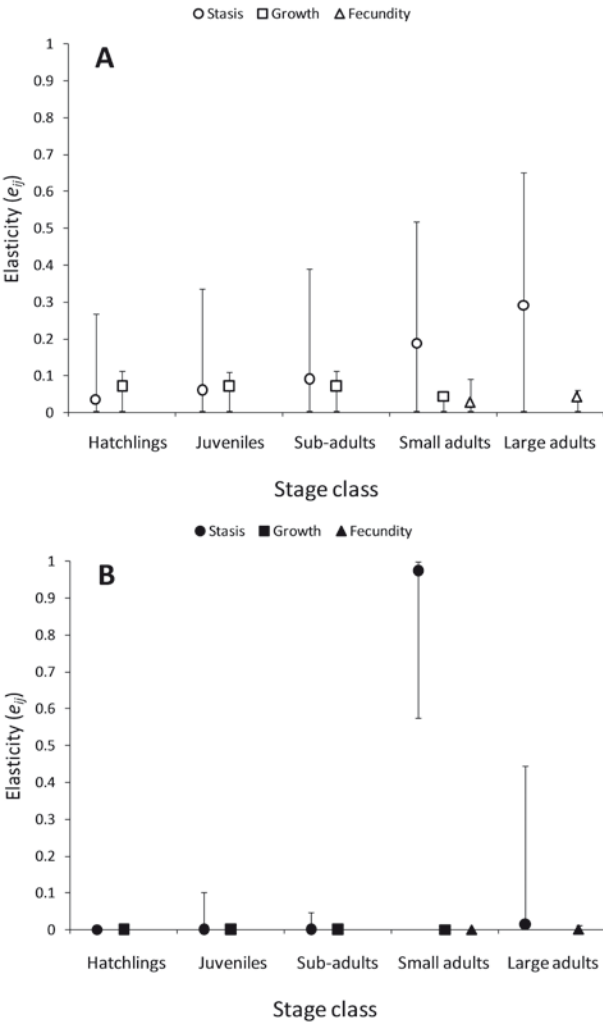 Stasis Growth Fecundity
A
1
0.9
0.8
0.7
0.6
0.5
0.4
0.3
0.2
0.1
0
Elasticity (eij)
Hatchlings Juveniles Sub-adults Small adults Large adults
Stage class
Stasis Growth Fecundity
B
1
0.9
0.8
0.7
0.6
0.5
0.4
0.3
0.2
0.1
0
Elasticity (eij)
Hatchlings Juveniles Sub-adults Small adults Large adults
Stage class